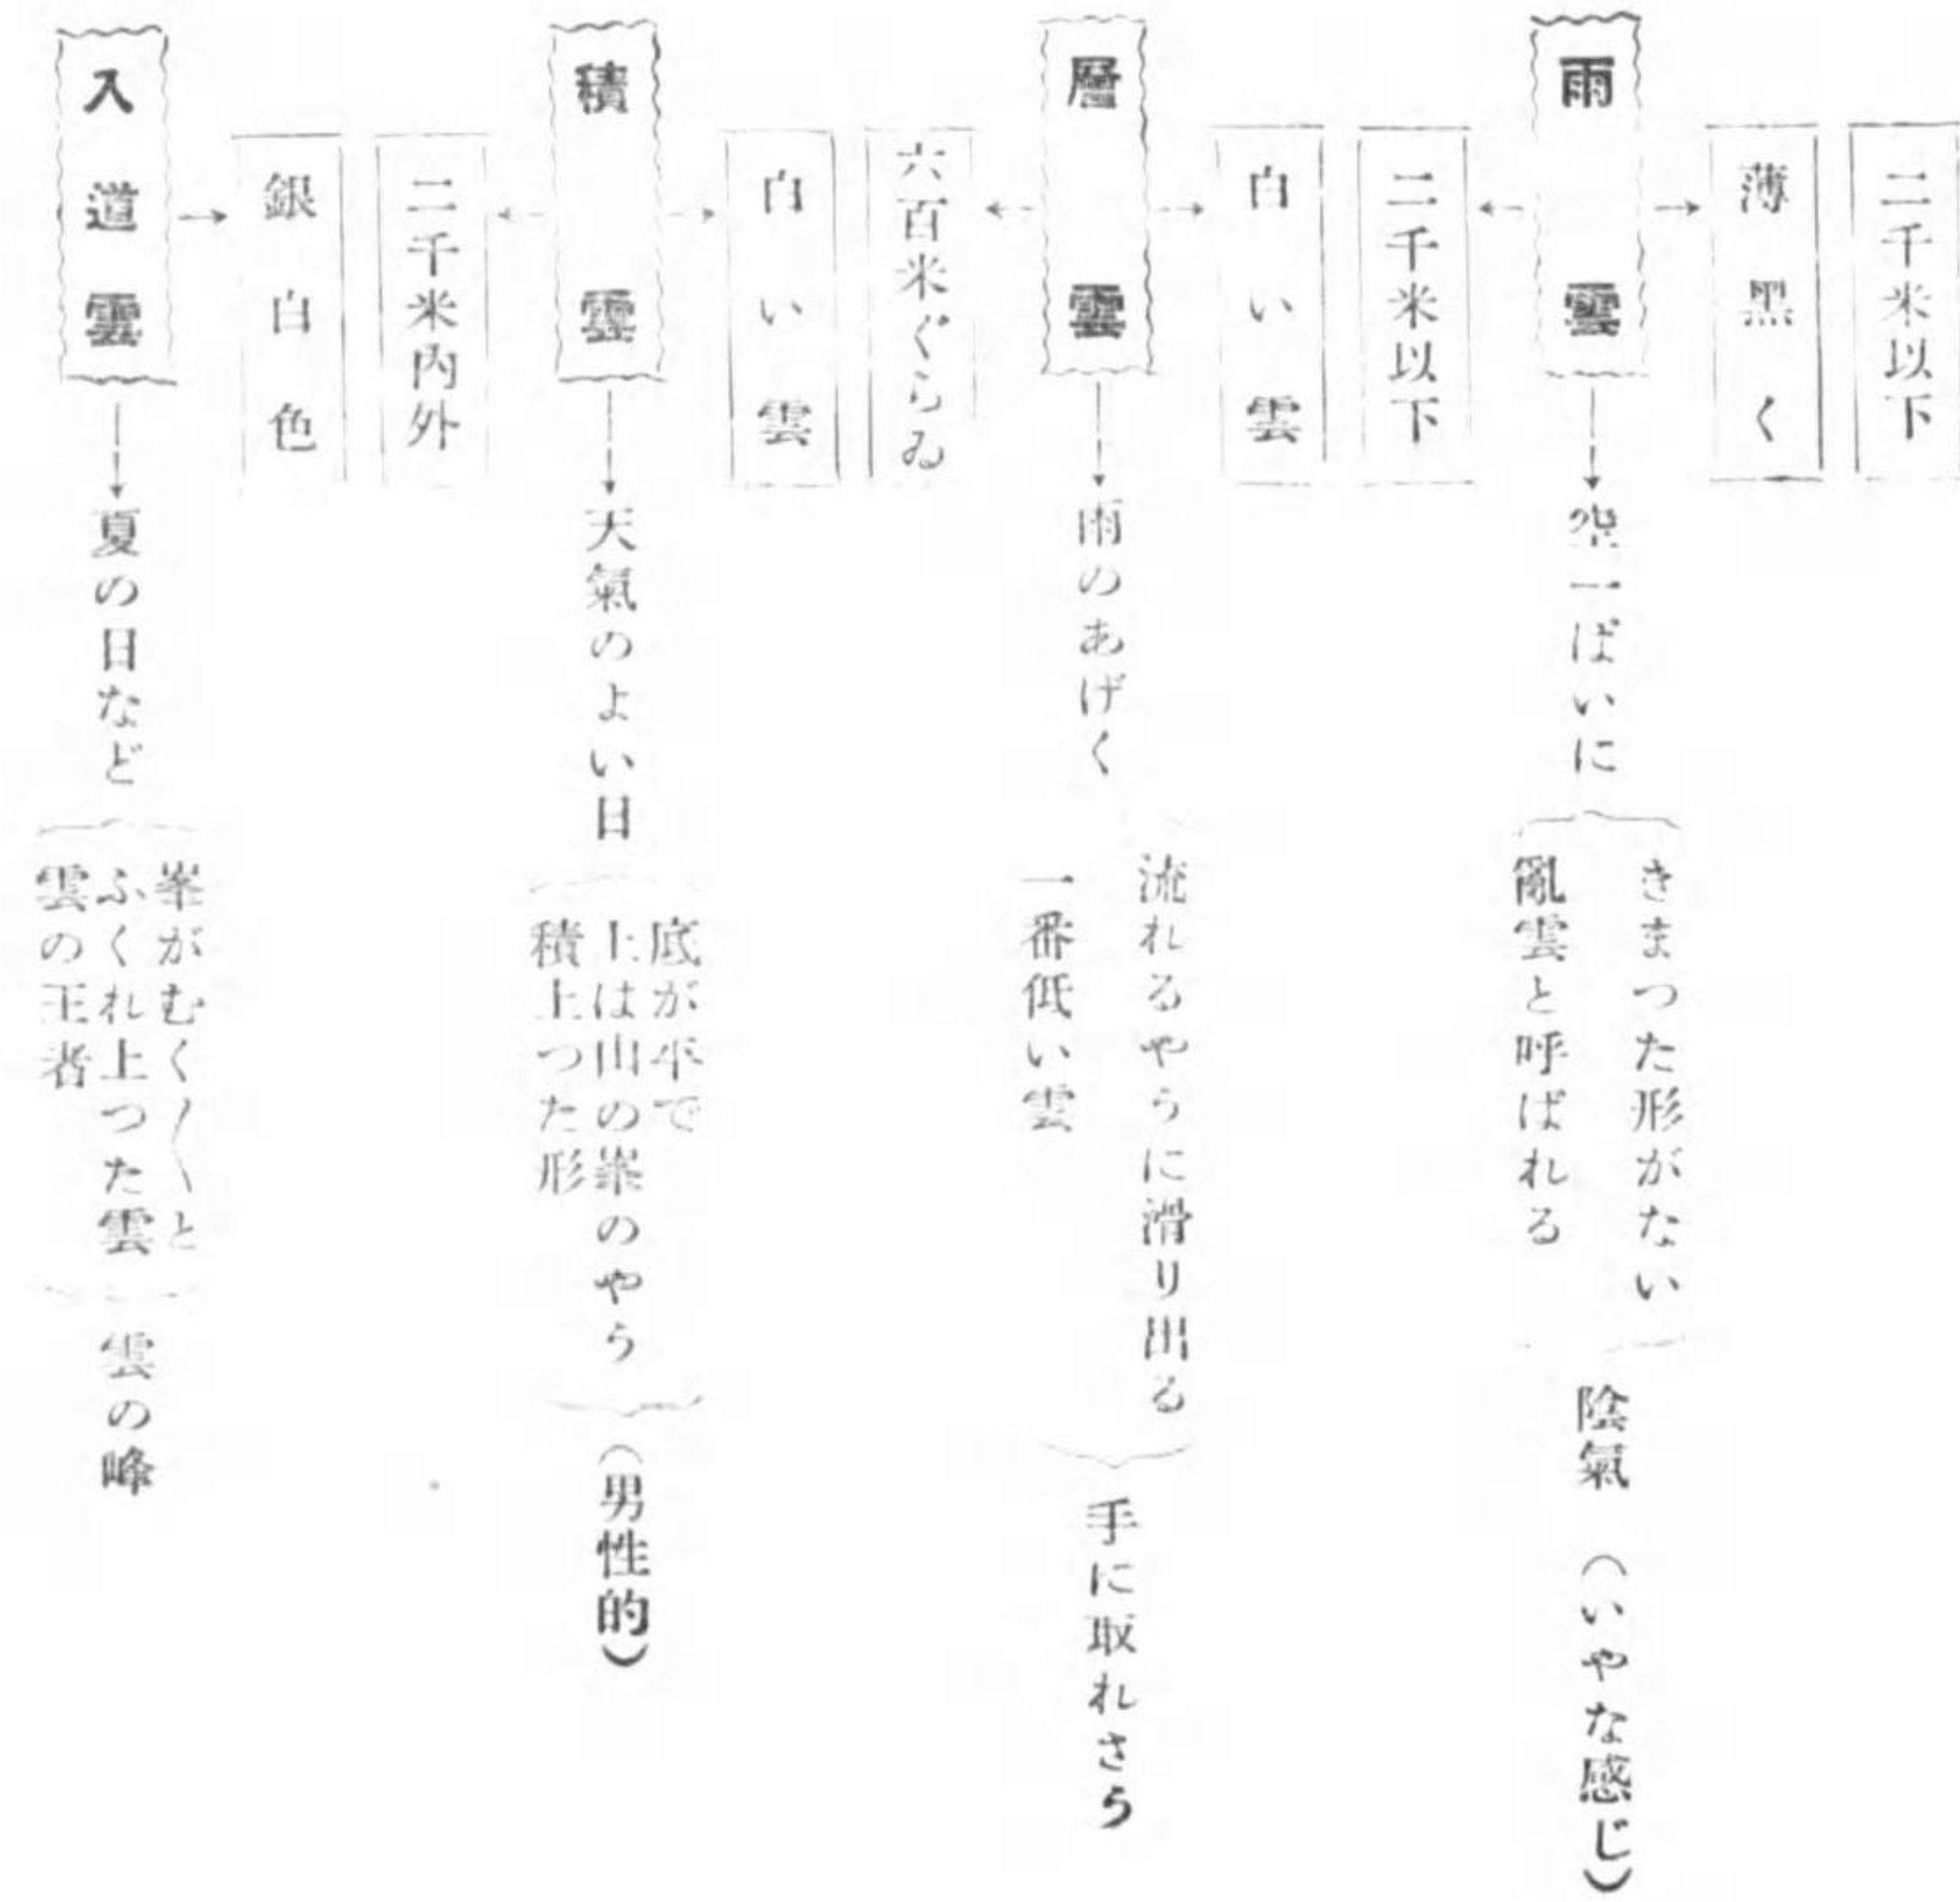 二千米以下
薄黒く
雨雲
空一ぱいに
きまつた形がない
亂雲と呼ばれる
陰氣（いやな感じ）
二千米以下
白い雲
層雲
雨のあげく
流れるやうに滑り出る
一番低い雲
手に取れさう
六百米ぐらゐ
白い雲
積雲
天氣のよい日
底が平で
上は山の峯のやう
積上つた形
（男性的）
二千米内外
銀白色
入道雲
夏の日など
峯がむく〳〵と
ふくれ上つた雲
雲の王者
雲の峰